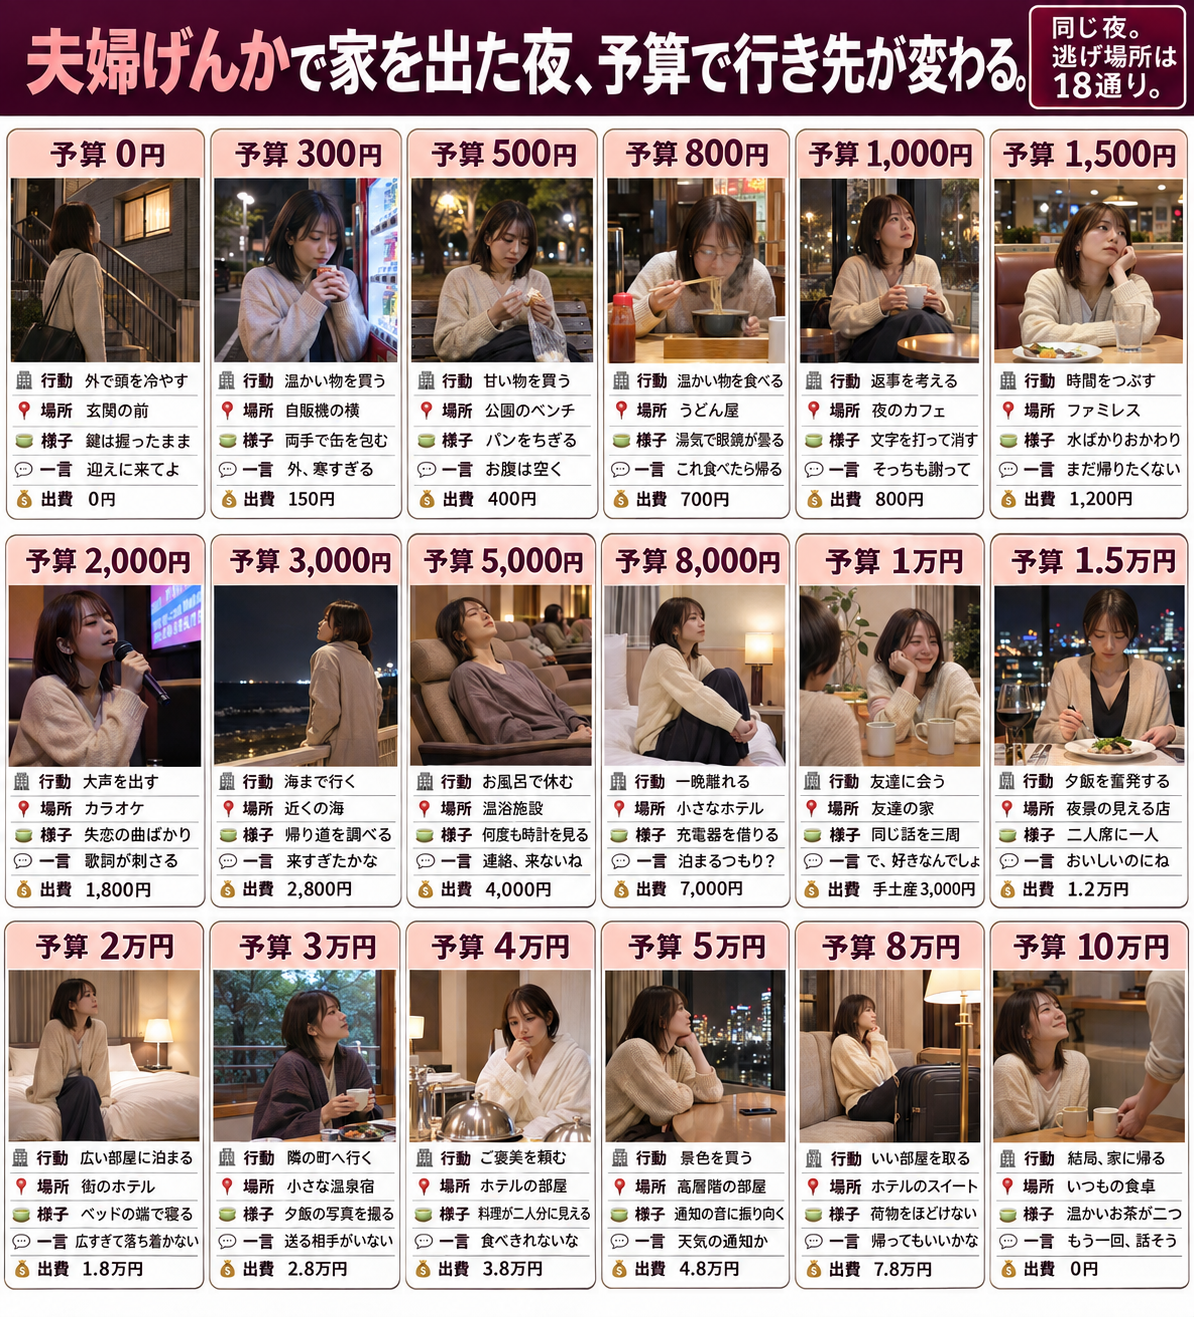 夫婦げんかで家を出た夜、予算で行き先が変わる。
同じ夜。
逃げ場所は
18通り。
予算 0円
行動 外で頭を冷やす
場所 玄関の前
様子 鍵は握ったまま
一言 迎えに来てよ
出費 0円
予算 300円
行動 温かい物を買う
場所 自販機の横
様子 両手で缶を包む
一言 外、寒すぎる
出費 150円
予算 500円
行動 甘い物を買う
場所 公園のベンチ
様子 パンをちぎる
一言 お腹は空く
出費 400円
予算 800円
行動 温かい物を食べる
場所 うどん屋
様子 湯気で眼鏡が曇る
一言 これ食べたら帰る
出費 700円
予算 1,000円
行動 返事を考える
場所 夜のカフェ
様子 文字を打って消す
一言 そっちも謝って
出費 800円
予算 1,500円
行動 時間をつぶす
場所 ファミレス
様子 水ばかりおかわり
一言 まだ帰りたくない
出費 1,200円
予算 2,000円
行動 大声を出す
場所 カラオケ
様子 失恋の曲ばかり
一言 歌詞が刺さる
出費 1,800円
予算 3,000円
行動 海まで行く
場所 近くの海
様子 帰り道を調べる
一言 来すぎたかな
出費 2,800円
予算 5,000円
行動 お風呂で休む
場所 温浴施設
様子 何度も時計を見る
一言 連絡、来ないね
出費 4,000円
予算 8,000円
行動 一晩離れる
場所 小さなホテル
様子 充電器を借りる
一言 泊まるつもり?
出費 7,000円
予算 1万円
行動 友達に会う
場所 友達の家
様子 同じ話を三周
一言 で、好きなんでしょ
出費 手土産3,000円
予算 1.5万円
行動 夕飯を奮発する
場所 夜景の見える店
様子 二人席に一人
一言 おいしいのにね
出費 1.2万円
予算 2万円
行動 広い部屋に泊まる
場所 街のホテル
様子 ベッドの端で寝る
一言 広すぎて落ち着かない
出費 1.8万円
予算 3万円
行動 隣の町へ行く
場所 小さな温泉宿
様子 夕飯の写真を撮る
一言 送る相手がいない
出費 2.8万円
予算 4万円
行動 ご褒美を頼む
場所 ホテルの部屋
様子 料理が二人分に見える
一言 食べきれないな
出費 3.8万円
予算 5万円
行動 景色を買う
場所 高層階の部屋
様子 通知の音に振り向く
一言 天気の通知か
出費 4.8万円
予算 8万円
行動 いい部屋を取る
場所 ホテルのスイート
様子 荷物をほどけない
一言 帰ってもいいかな
出費 7.8万円
予算 10万円
行動 結局、家に帰る
場所 いつもの食卓
様子 温かいお茶が二つ
一言 もう一回、話そう
出費 0円